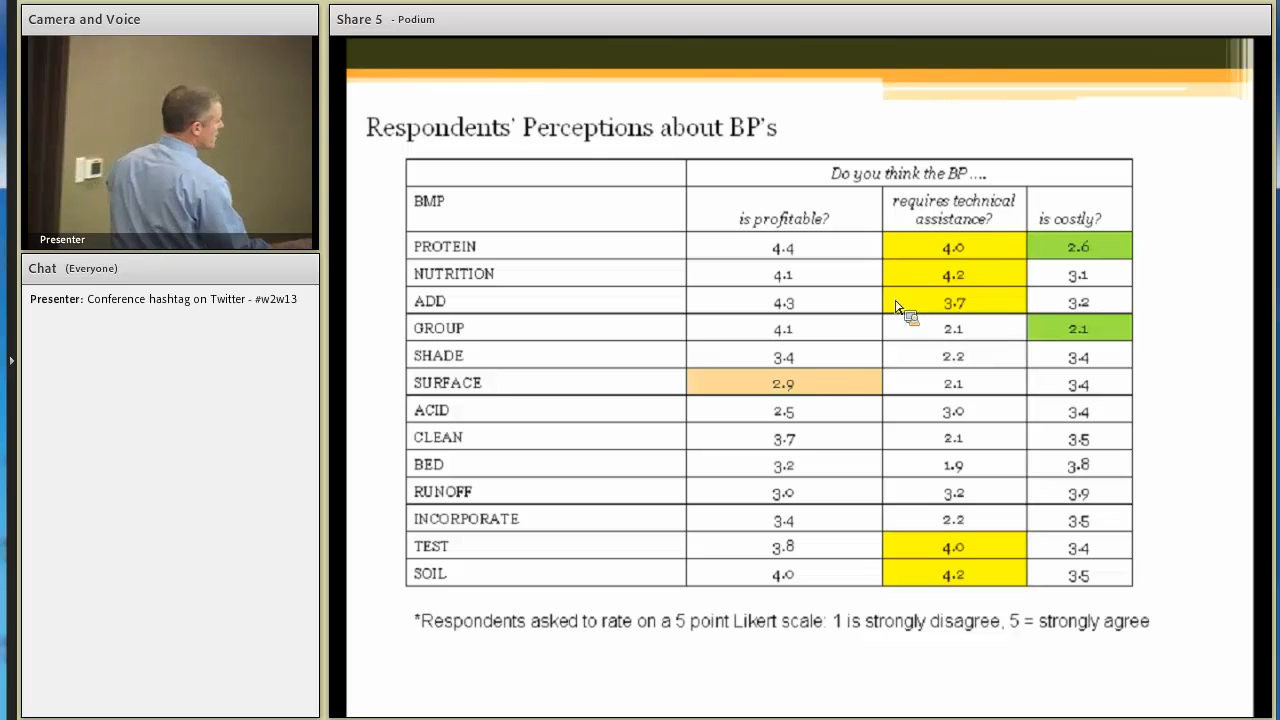 Camera and Voice
Presenter
Chat (Everyone)
Presenter: Conference hashtag on Twitter - #w2w13
Share 5 - Podium
Respondents' Perceptions about BP's
Do you think the BP ....
BMP is profitable? requires technical assistance? is costly?
PROTEIN 4.4 4.0 2.6
NUTRITION 4.1 4.2 3.1
ADD 4.3 3.7 3.2
GROUP 4.1 2.1 2.1
SHADE 3.4 2.2 3.4
SURFACE 2.9 2.1 3.4
ACID 2.5 3.0 3.4
CLEAN 3.7 2.1 3.5
BED 3.2 1.9 3.8
RUNOFF 3.0 3.2 3.9
INCORPORATE 3.4 2.2 3.5
TEST 3.8 4.0 3.4
SOIL 4.0 4.2 3.5
*Respondents asked to rate on a 5 point Likert scale: 1 is strongly disagree, 5 = strongly agree